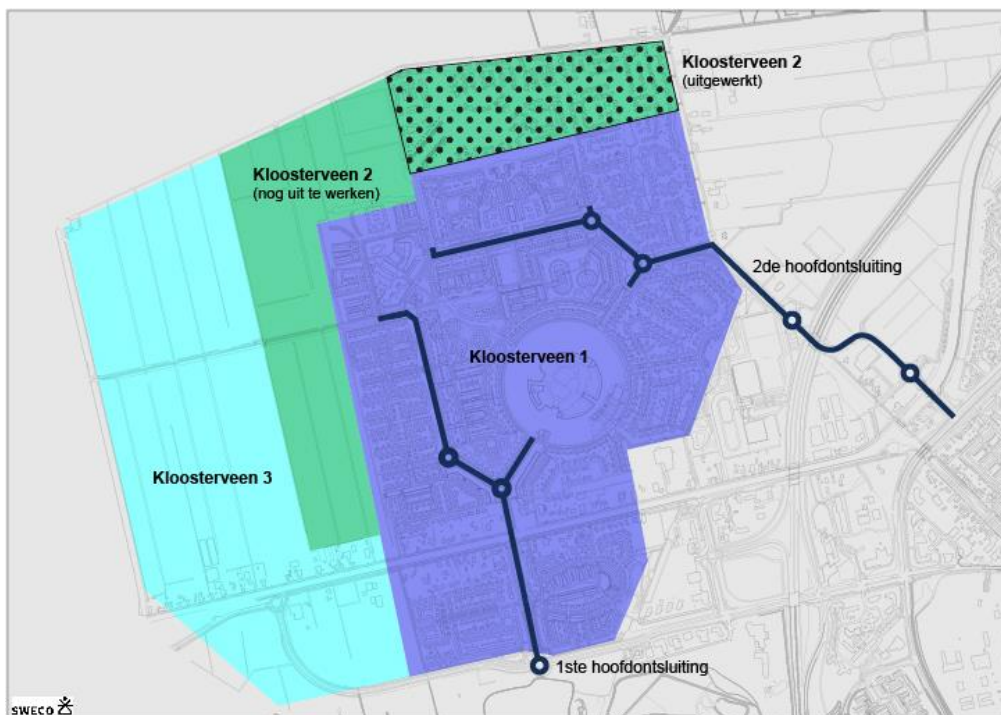 Kloosterveen 2
(uitgewerkt)
Kloosterveen 2
(nog uit te werken)
2de hoofdontsluiting
Kloosterveen 1
Kloosterveen 3
1ste hoofdontsluiting
SWECO